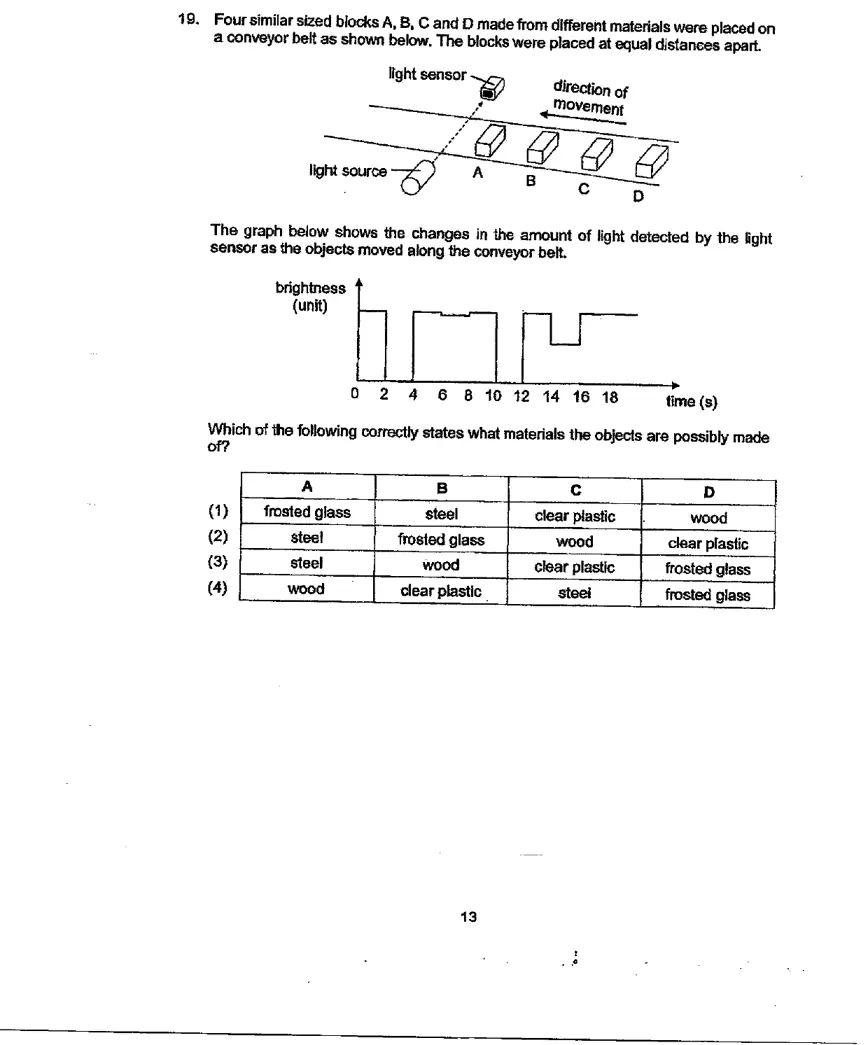 19. Four similar sized blocks A, B, C and D made from different materials were placed on
a conveyor belt as shown below. The blocks were placed at equal distances apart.
light sensor
direction of
movement
light source
A
B
C
D
The graph below shows the changes in the amount of light detected by the light
sensor as the objects moved along the conveyor belt.
brightness
(unit)
0 2 4 6 8 10 12 14 16 18 time (s)
Which of the following correctly states what materials the objects are possibly made
of?
A B C D
(1) frosted glass steel clear plastic wood
(2) steel frosted glass wood clear plastic
(3) steel wood clear plastic frosted glass
(4) wood clear plastic steel frosted glass
13